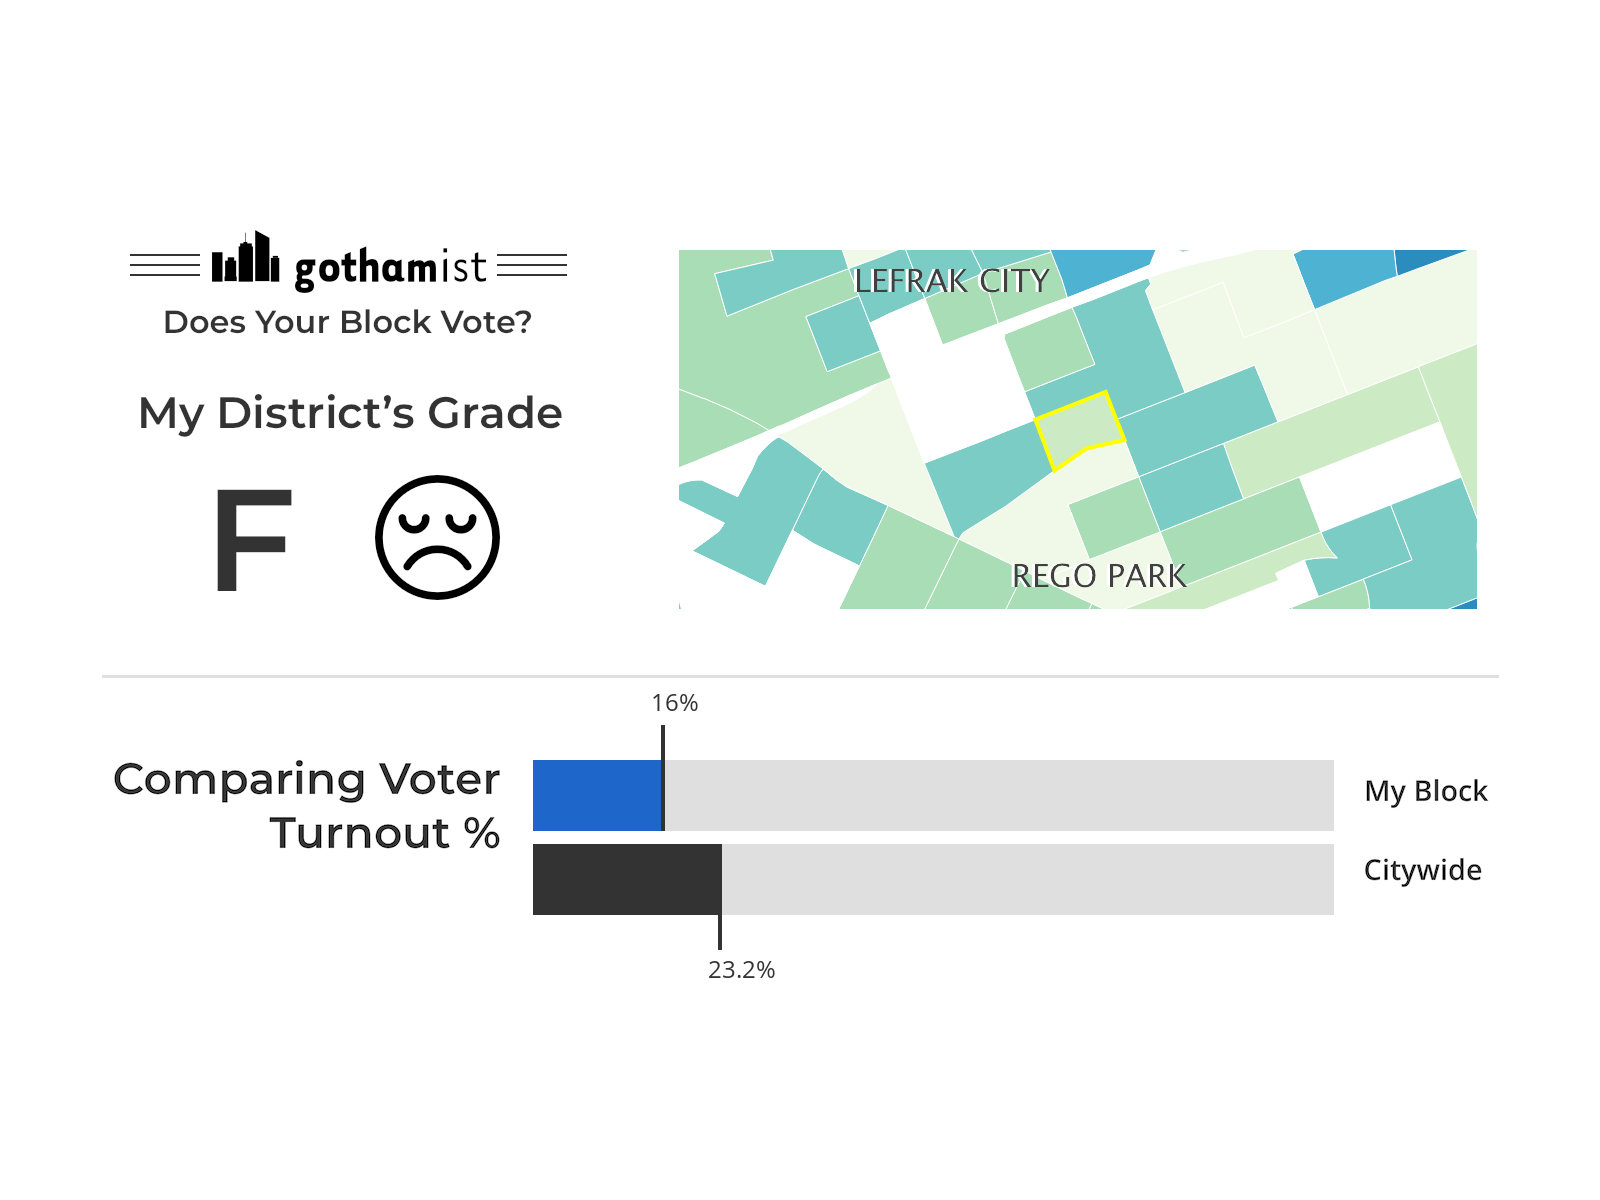 gothamist
Does Your Block Vote?
My District’s Grade
F
LEFRAK CITY
REGO PARK
16%
Comparing Voter
Turnout %
My Block
Citywide
23.2%